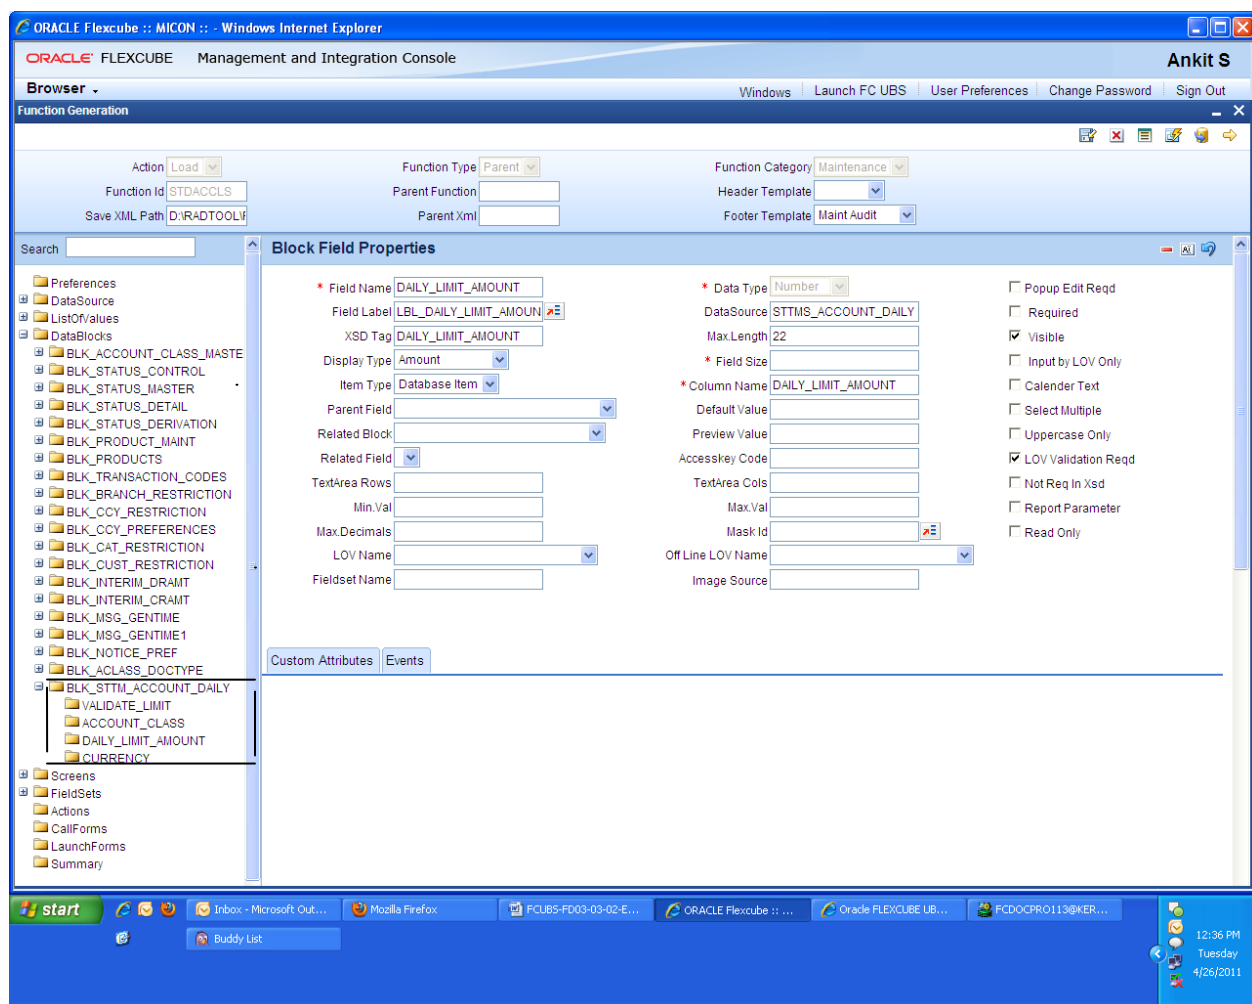 ORACLE Flexcube :: MICON :: - Windows Internet Explorer
ORACLE FLEXCUBE Management and Integration Console
Ankit S
Browser
Windows Launch FC UBS User Preferences Change Password Sign Out
Function Generation
Action Load Function Type Parent Function Category Maintenance
Function Id STDACCLS Parent Function Header Template
Save XML Path D:\RADTOOL\F Parent Xml Footer Template Maint Audit
Search
Preferences
DataSource
ListOfValues
DataBlocks
BLK_ACCOUNT_CLASS_MASTE
BLK_STATUS_CONTROL
BLK_STATUS_MASTER
BLK_STATUS_DETAIL
BLK_STATUS_DERIVATION
BLK_PRODUCT_MAINT
BLK_PRODUCTS
BLK_TRANSACTION_CODES
BLK_BRANCH_RESTRICTION
BLK_CCY_RESTRICTION
BLK_CCY_PREFERENCES
BLK_CAT_RESTRICTION
BLK_CUST_RESTRICTION
BLK_INTERIM_DRAMT
BLK_INTERIM_CRAMT
BLK_MSG_GENTIME
BLK_MSG_GENTIME1
BLK_NOTICE_PREF
BLK_ACLASS_DOCTYPE
BLK_STTM_ACCOUNT_DAILY
VALIDATE_LIMIT
ACCOUNT_CLASS
DAILY_LIMIT_AMOUNT
CURRENCY
Screens
FieldSets
Actions
CallForms
LaunchForms
Summary
Block Field Properties
* Field Name DAILY_LIMIT_AMOUNT * Data Type Number Popup Edit Reqd
Field Label LBL_DAILY_LIMIT_AMOUN DataSource STTMS_ACCOUNT_DAILY Required
XSD Tag DAILY_LIMIT_AMOUNT Max.Length 22 Visible
Display Type Amount * Field Size Input by LOV Only
Item Type Database Item * Column Name DAILY_LIMIT_AMOUNT Calender Text
Parent Field Default Value Select Multiple
Related Block Preview Value Uppercase Only
Related Field Accesskey Code LOV Validation Reqd
TextArea Rows TextArea Cols Not Req In Xsd
Min.Val Max.Val Report Parameter
Max.Decimals Mask Id Read Only
LOV Name Off Line LOV Name
Fieldset Name Image Source
Custom Attributes Events
start Inbox - Microsoft Out... Mozilla Firefox FCUBS-FD03-03-02-E... ORACLE Flexcube :: ... Oracle FLEXCUBE UB... FCDOCPRO113@KER...
Buddy List
12:36 PM
Tuesday
4/26/2011